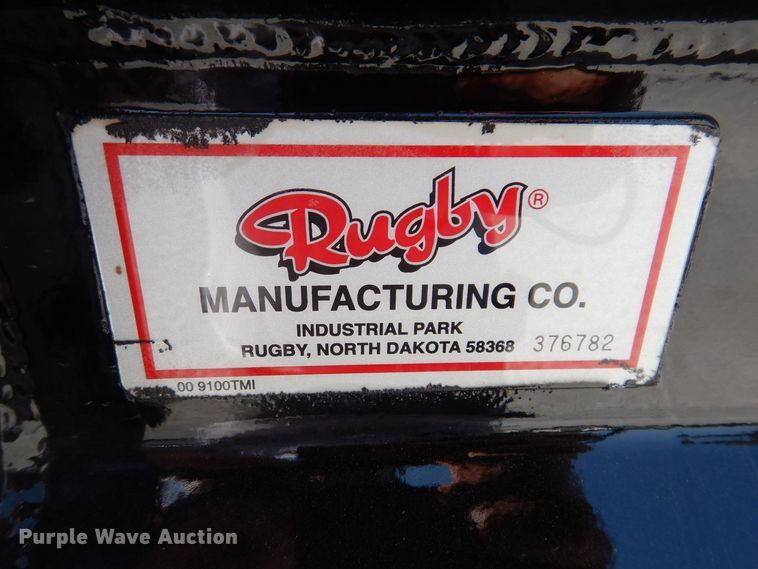 Rugby®
MANUFACTURING CO.
INDUSTRIAL PARK
RUGBY, NORTH DAKOTA 58368 376782
00 9100TMI
Purple Wave Auction